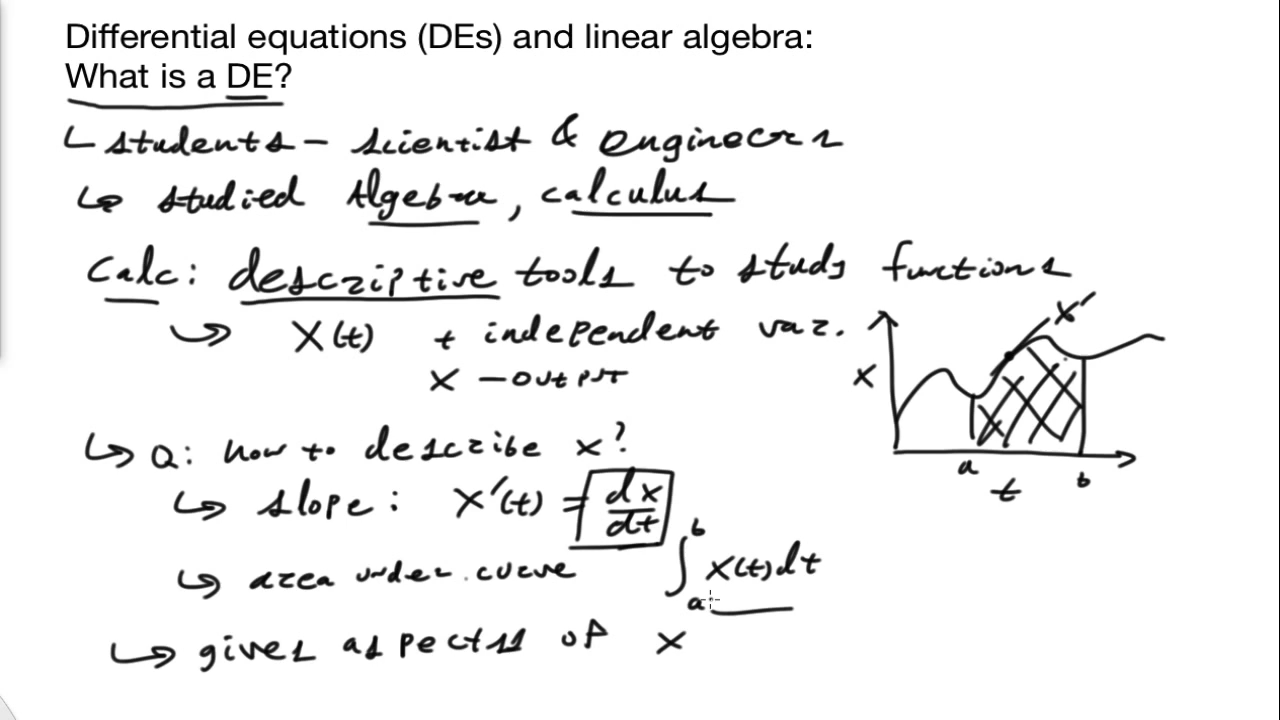 Differential equations (DEs) and linear algebra:
What is a DE?
students - scientist & engineers
studied Algebra, calculus
Calc: descriptive tools to study functions
X(t) t independent var.
X - output
Q: how to describe x?
slope: X'(t) = dx/dt
area under curve ∫_a^b x(t)dt
gives aspects of x
x'
x
a
b
t